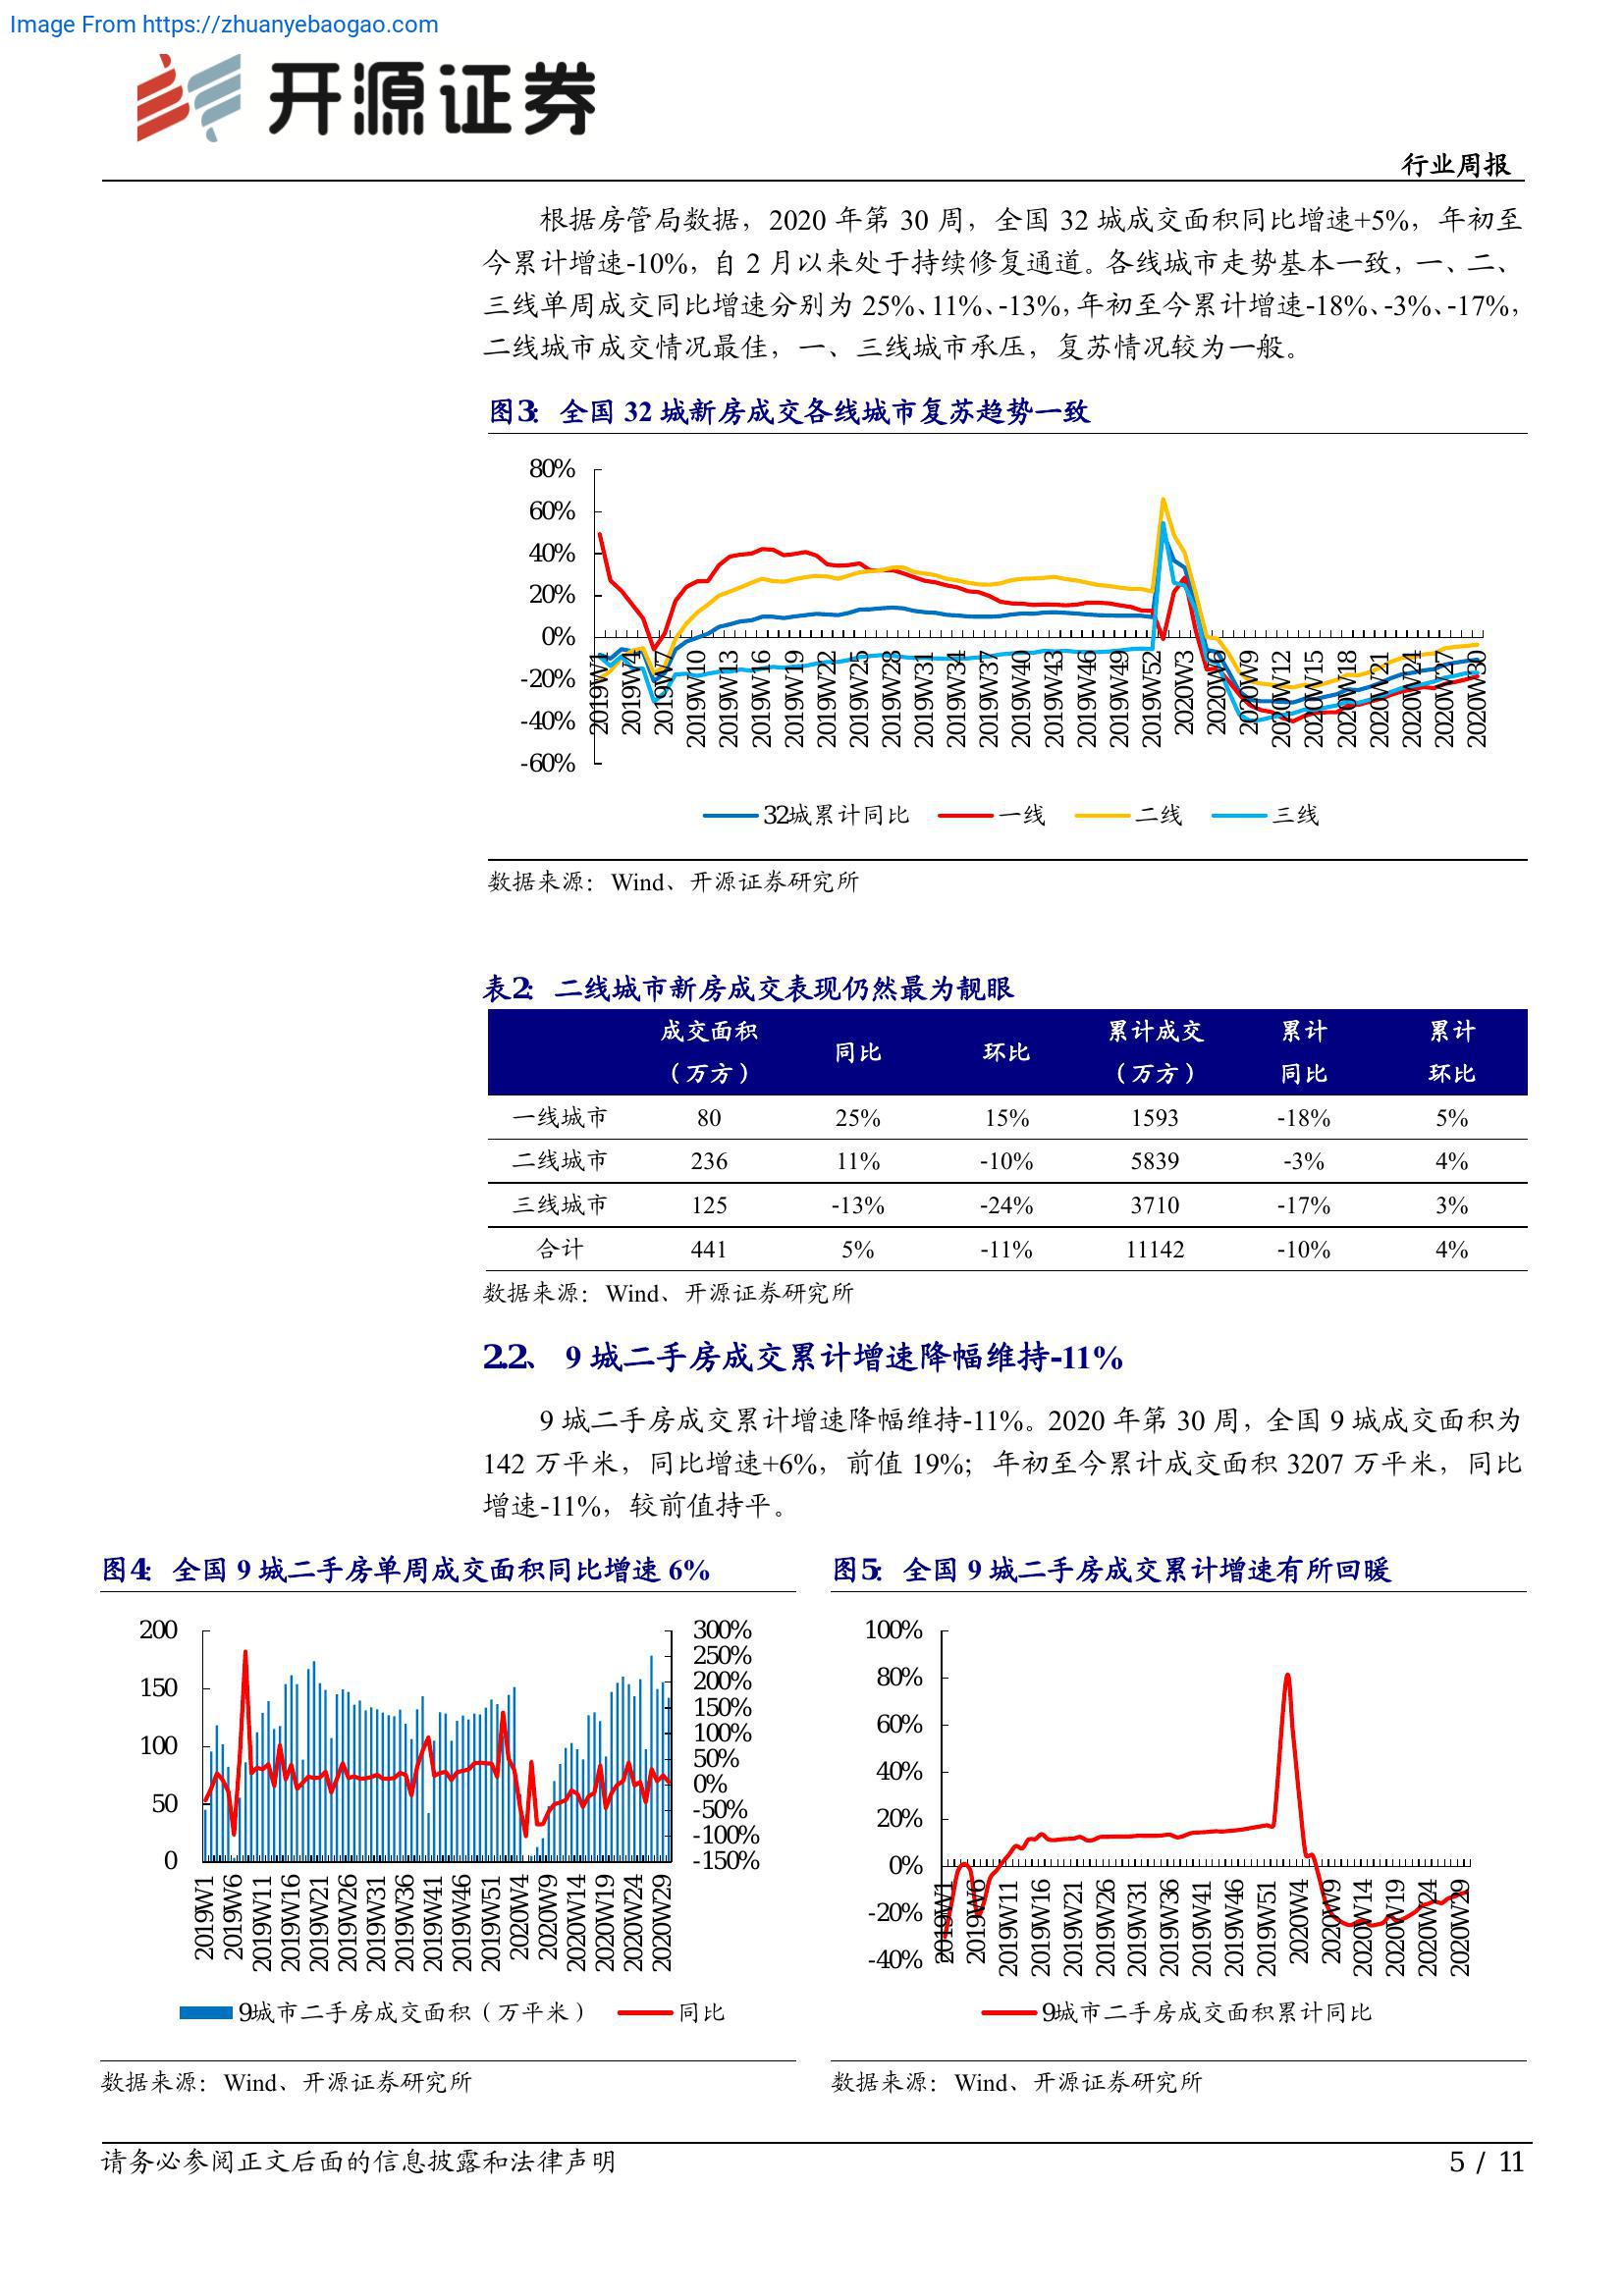 Image From https://zhuanyebaogao.com
开源证券
行业周报
根据房管局数据，2020 年第 30 周，全国 32 城成交面积同比增速+5%，年初至
今累计增速-10%，自 2 月以来处于持续修复通道。各线城市走势基本一致，一、二、
三线单周成交同比增速分别为 25%、11%、-13%，年初至今累计增速-18%、-3%、-17%，
二线城市成交情况最佳，一、三线城市承压，复苏情况较为一般。
图3：全国 32 城新房成交各线城市复苏趋势一致
80%
60%
40%
20%
0%
-20%
-40%
-60%
2019W1 2019W4 2019W7 2019W10 2019W13 2019W16 2019W19 2019W22 2019W25 2019W28 2019W31 2019W34 2019W37 2019W40 2019W43 2019W46 2019W49 2019W52 2020W3 2020W6 2020W9 2020W12 2020W15 2020W18 2020W21 2020W24 2020W27 2020W30
32城累计同比 一线 二线 三线
数据来源：Wind、开源证券研究所
表2：二线城市新房成交表现仍然最为靓眼
成交面积（万方） 同比 环比 累计成交（万方） 累计同比 累计环比
一线城市 80 25% 15% 1593 -18% 5%
二线城市 236 11% -10% 5839 -3% 4%
三线城市 125 -13% -24% 3710 -17% 3%
合计 441 5% -11% 11142 -10% 4%
数据来源：Wind、开源证券研究所
2.2、 9 城二手房成交累计增速降幅维持-11%
9 城二手房成交累计增速降幅维持-11%。2020 年第 30 周，全国 9 城成交面积为
142 万平米，同比增速+6%，前值 19%；年初至今累计成交面积 3207 万平米，同比
增速-11%，较前值持平。
图4：全国 9 城二手房单周成交面积同比增速 6%
200
150
100
50
0
300%
250%
200%
150%
100%
50%
0%
-50%
-100%
-150%
2019W1 2019W6 2019W11 2019W16 2019W21 2019W26 2019W31 2019W36 2019W41 2019W46 2019W51 2020W4 2020W9 2020W14 2020W19 2020W24 2020W29
9城市二手房成交面积（万平米） 同比
数据来源：Wind、开源证券研究所
图5：全国 9 城二手房成交累计增速有所回暖
100%
80%
60%
40%
20%
0%
-20%
-40%
2019W1 2019W6 2019W11 2019W16 2019W21 2019W26 2019W31 2019W36 2019W41 2019W46 2019W51 2020W4 2020W9 2020W14 2020W19 2020W24 2020W29
9城市二手房成交面积累计同比
数据来源：Wind、开源证券研究所
请务必参阅正文后面的信息披露和法律声明
5 / 11